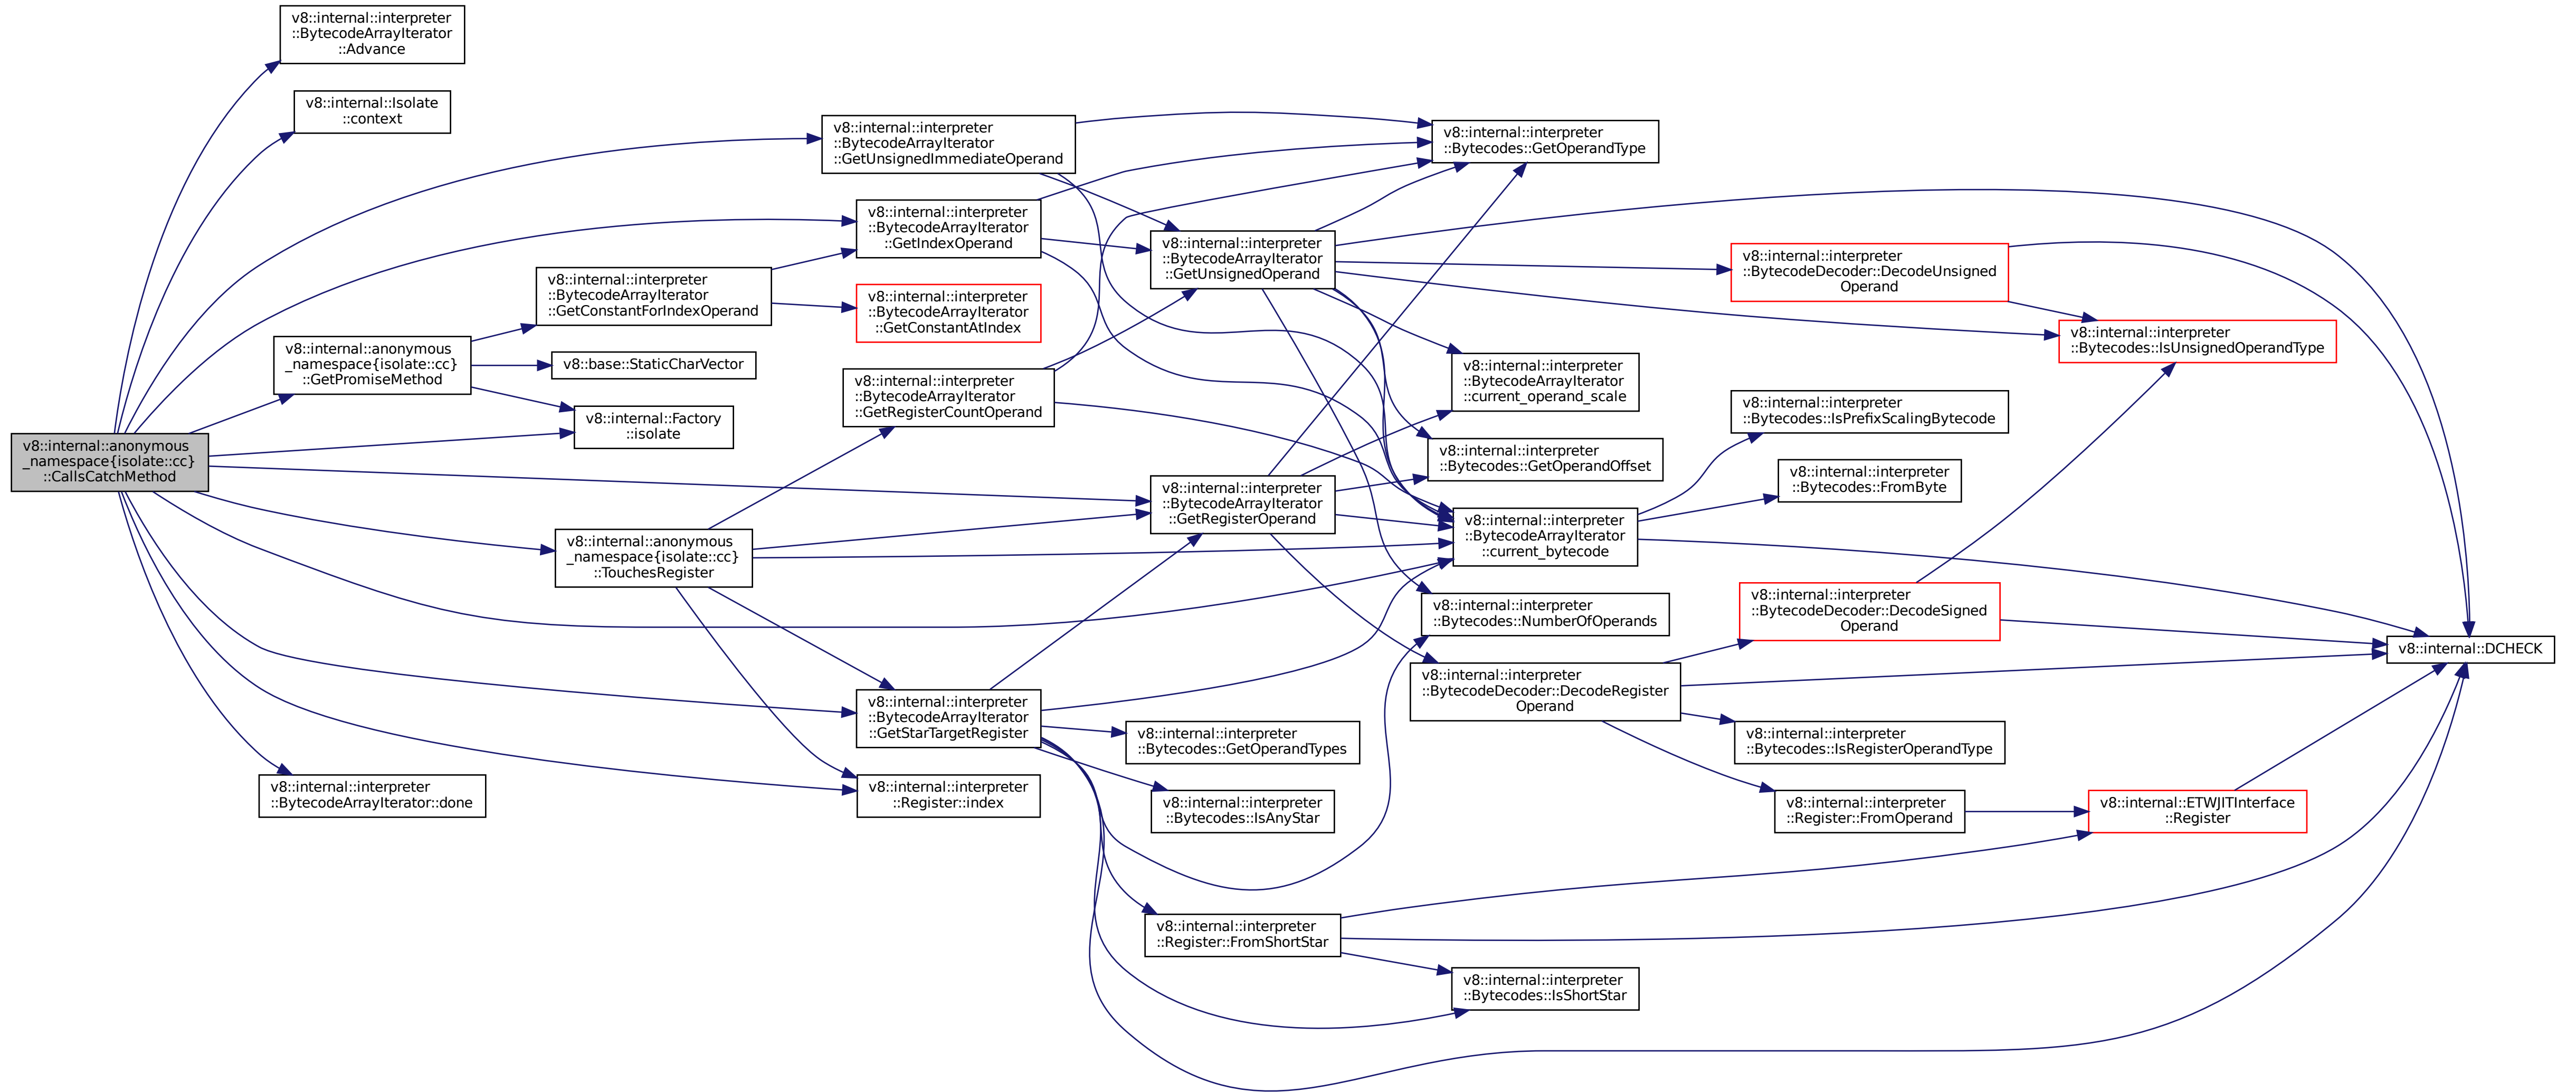 v8::internal::anonymous
_namespace{isolate::cc}
::CallsCatchMethod
v8::internal::interpreter
::BytecodeArrayIterator
::Advance
v8::internal::Isolate
::context
v8::internal::anonymous
_namespace{isolate::cc}
::GetPromiseMethod
v8::internal::interpreter
::BytecodeArrayIterator::done
v8::internal::interpreter
::BytecodeArrayIterator
::GetConstantForIndexOperand
v8::base::StaticCharVector
v8::internal::Factory
::isolate
v8::internal::anonymous
_namespace{isolate::cc}
::TouchesRegister
v8::internal::interpreter
::BytecodeArrayIterator
::GetUnsignedImmediateOperand
v8::internal::interpreter
::BytecodeArrayIterator
::GetIndexOperand
v8::internal::interpreter
::BytecodeArrayIterator
::GetConstantAtIndex
v8::internal::interpreter
::BytecodeArrayIterator
::GetRegisterCountOperand
v8::internal::interpreter
::BytecodeArrayIterator
::GetStarTargetRegister
v8::internal::interpreter
::Register::index
v8::internal::interpreter
::BytecodeArrayIterator
::GetUnsignedOperand
v8::internal::interpreter
::BytecodeArrayIterator
::GetRegisterOperand
v8::internal::interpreter
::Bytecodes::GetOperandTypes
v8::internal::interpreter
::Bytecodes::IsAnyStar
v8::internal::interpreter
::Register::FromShortStar
v8::internal::interpreter
::Bytecodes::GetOperandType
v8::internal::interpreter
::BytecodeArrayIterator
::current_operand_scale
v8::internal::interpreter
::Bytecodes::GetOperandOffset
v8::internal::interpreter
::BytecodeArrayIterator
::current_bytecode
v8::internal::interpreter
::Bytecodes::NumberOfOperands
v8::internal::interpreter
::BytecodeDecoder::DecodeRegister
Operand
v8::internal::interpreter
::Bytecodes::IsShortStar
v8::internal::interpreter
::BytecodeDecoder::DecodeUnsigned
Operand
v8::internal::interpreter
::Bytecodes::IsPrefixScalingBytecode
v8::internal::interpreter
::Bytecodes::FromByte
v8::internal::interpreter
::BytecodeDecoder::DecodeSigned
Operand
v8::internal::interpreter
::Bytecodes::IsRegisterOperandType
v8::internal::interpreter
::Register::FromOperand
v8::internal::interpreter
::Bytecodes::IsUnsignedOperandType
v8::internal::ETWJITInterface
::Register
v8::internal::DCHECK